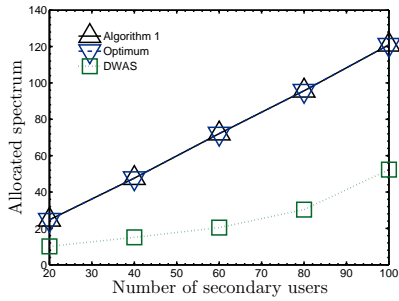 140
120
100
80
60
40
20
0
Allocated spectrum
Algorithm 1
Optimum
DWAS
20 30 40 50 60 70 80 90 100
Number of secondary users